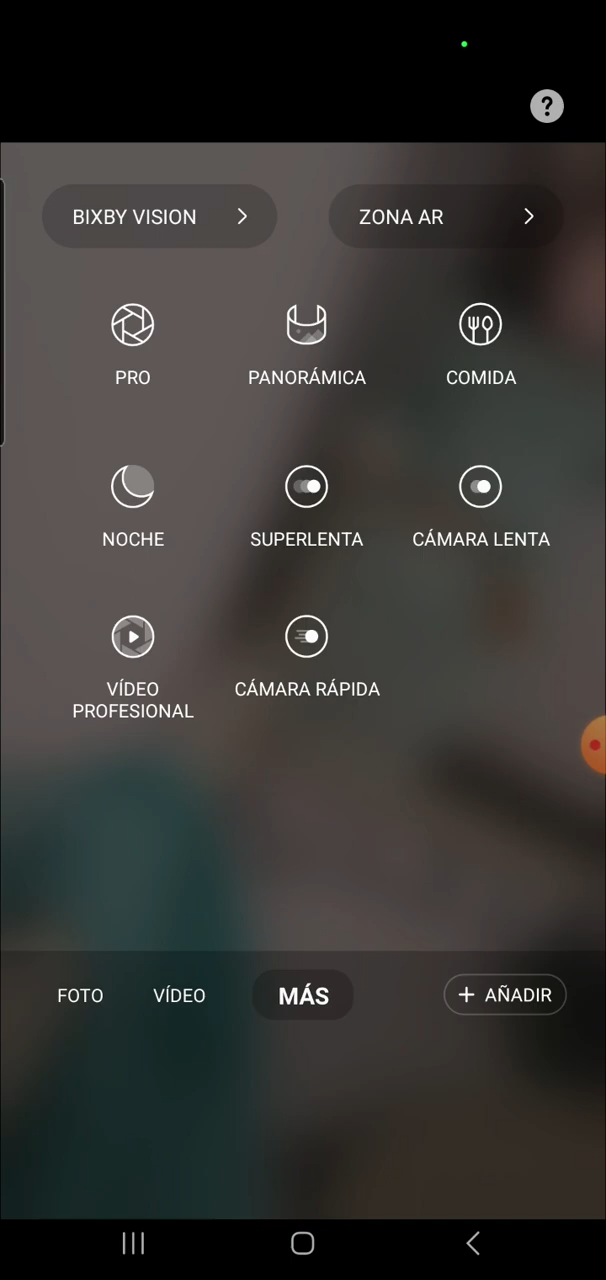 ?
BIXBY VISION
ZONA AR
PRO
PANORÁMICA
COMIDA
NOCHE
SUPERLENTA
CÁMARA LENTA
VÍDEO
PROFESIONAL
CÁMARA RÁPIDA
FOTO
VÍDEO
MÁS
+ AÑADIR